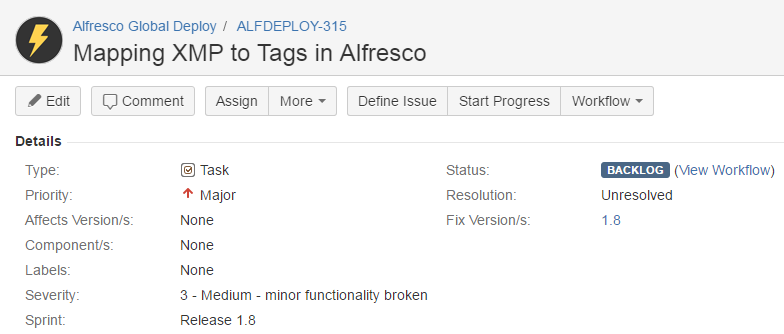 Alfresco Global Deploy / ALFDEPLOY-315
Mapping XMP to Tags in Alfresco
Edit Comment Assign More Define Issue Start Progress Workflow
Details
Type: Task Status: BACKLOG (View Workflow)
Priority: Major Resolution: Unresolved
Affects Version/s: None Fix Version/s: 1.8
Component/s: None
Labels: None
Severity: 3 - Medium - minor functionality broken
Sprint: Release 1.8